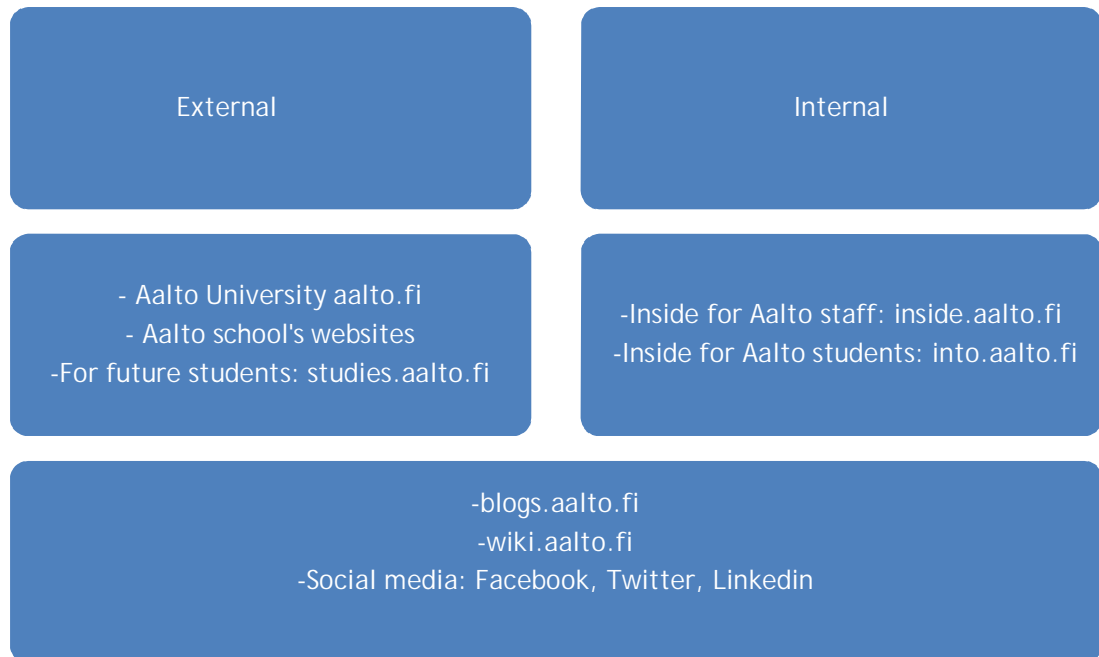 External
Internal
- Aalto University aalto.fi
- Aalto school's websites
-For future students: studies.aalto.fi
-Inside for Aalto staff: inside.aalto.fi
-Inside for Aalto students: into.aalto.fi
-blogs.aalto.fi
-wiki.aalto.fi
-Social media: Facebook, Twitter, Linkedin